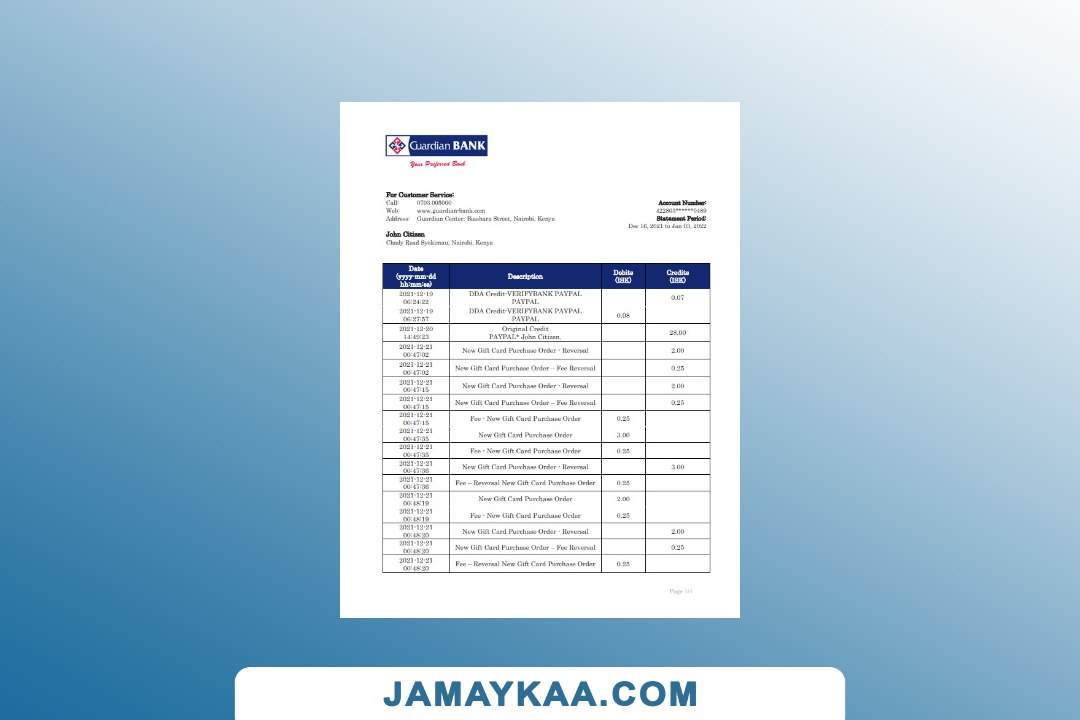 Guardian BANK
Your Preferred Bank
For Customer Service:
Call: 0703 005000
Web: www.guardian-bank.com
Address: Guardian Center, Biashara Street, Nairobi, Kenya
Account Number:
422803******9489
Statement Period:
Dec 16, 2021 to Jan 03, 2022
John Citizen
Chady Road Syokimau, Nairobi, Kenya
Date (yyyy-mm-dd hh:mm:ss) Description Debits (ISK) Credits (ISK)
2021-12-19 06:24:22 DDA Credit-VERIFYBANK PAYPAL PAYPAL 0.07
2021-12-19 06:27:57 DDA Credit-VERIFYBANK PAYPAL PAYPAL 0.08
2021-12-20 14:49:23 Original Credit PAYPAL* John Citizen, 28.00
2021-12-21 00:47:02 New Gift Card Purchase Order - Reversal 2.00
2021-12-21 00:47:02 New Gift Card Purchase Order – Fee Reversal 0.25
2021-12-21 00:47:15 New Gift Card Purchase Order - Reversal 2.00
2021-12-21 00:47:15 New Gift Card Purchase Order – Fee Reversal 0.25
2021-12-21 00:47:15 Fee - New Gift Card Purchase Order 0.25
2021-12-21 00:47:35 New Gift Card Purchase Order 3.00
2021-12-21 00:47:35 Fee - New Gift Card Purchase Order 0.25
2021-12-21 00:47:36 New Gift Card Purchase Order - Reversal 3.00
2021-12-21 00:47:36 Fee – Reversal New Gift Card Purchase Order 0.25
2021-12-21 00:48:19 New Gift Card Purchase Order 2.00
2021-12-21 00:48:19 Fee - New Gift Card Purchase Order 0.25
2021-12-21 00:48:20 New Gift Card Purchase Order - Reversal 2.00
2021-12-21 00:48:20 New Gift Card Purchase Order – Fee Reversal 0.25
2021-12-21 00:48:20 Fee – Reversal New Gift Card Purchase Order 0.25
Page
JAMAYKAA.COM